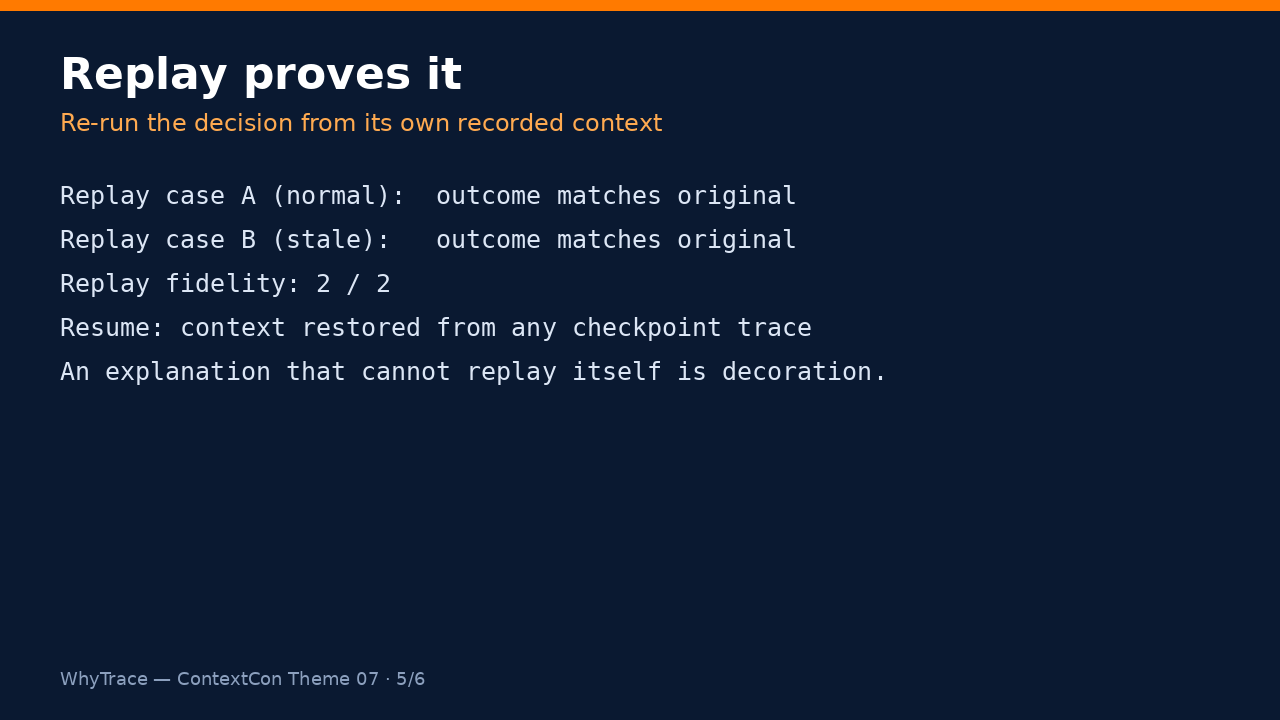 Replay proves it
Re-run the decision from its own recorded context
Replay case A (normal):  outcome matches original
Replay case B (stale):   outcome matches original
Replay fidelity: 2 / 2
Resume: context restored from any checkpoint trace
An explanation that cannot replay itself is decoration.
WhyTrace — ContextCon Theme 07 · 5/6